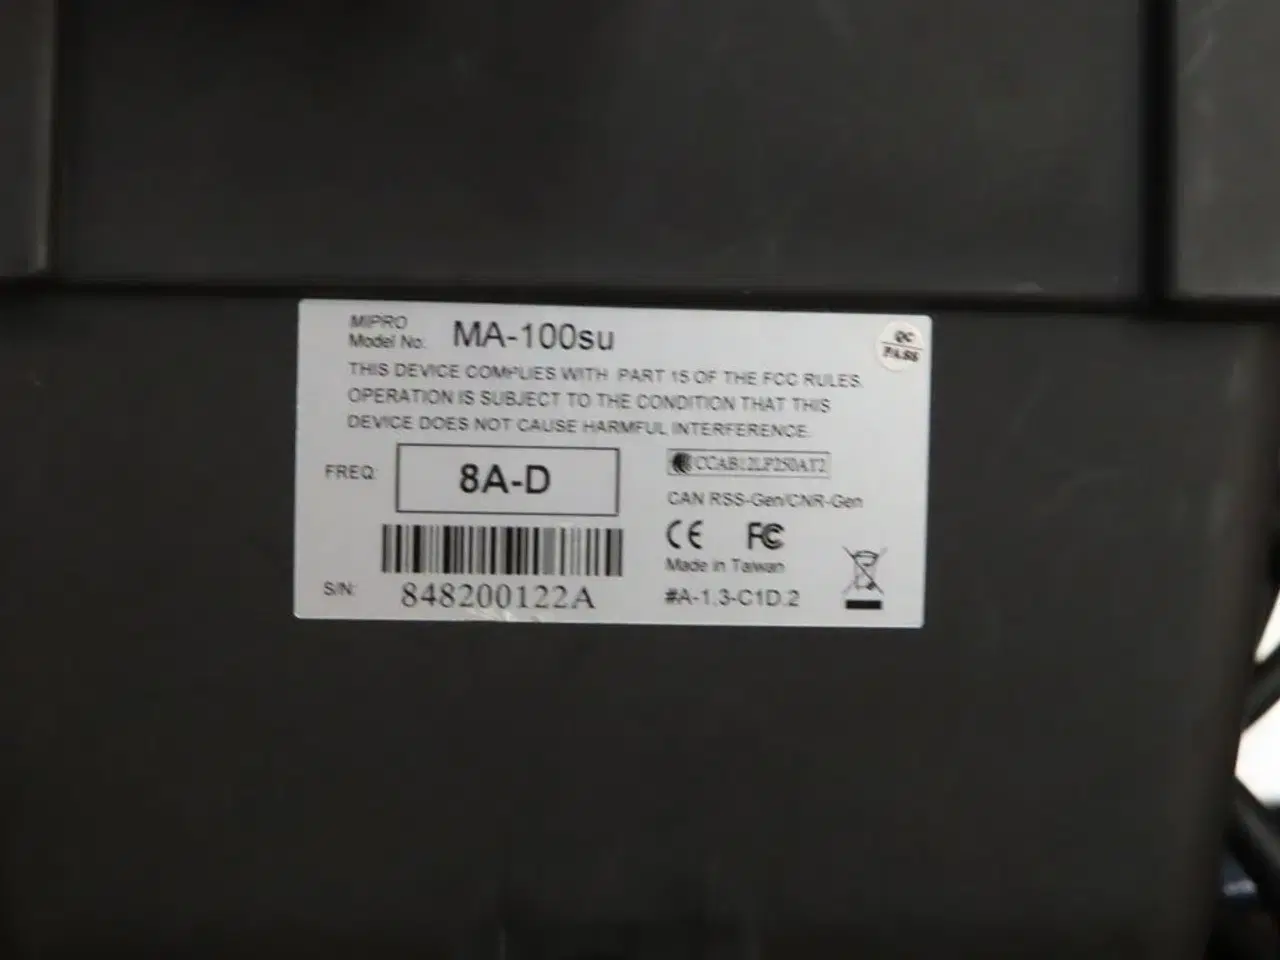 MIPRO
Model No. MA-100su
QC
PASS
THIS DEVICE COMPLIES WITH PART 15 OF THE FCC RULES.
OPERATION IS SUBJECT TO THE CONDITION THAT THIS
DEVICE DOES NOT CAUSE HARMFUL INTERFERENCE.
FREQ: 8A-D
CCAB12LP250AT2
CAN RSS-Gen/CNR-Gen
CE FC
Made in Taiwan
S/N: 848200122A
#A-1.3-C1D.2